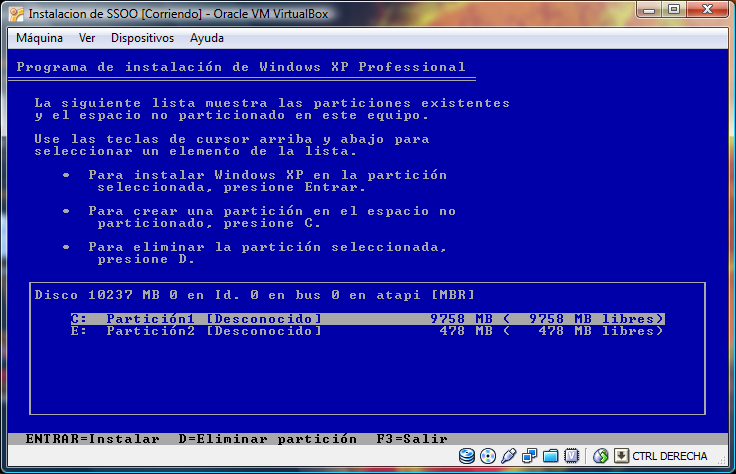 Instalacion de SSOO [Corriendo] - Oracle VM VirtualBox
Máquina Ver Dispositivos Ayuda
Programa de instalación de Windows XP Professional
La siguiente lista muestra las particiones existentes
y el espacio no particionado en este equipo.
Use las teclas de cursor arriba y abajo para
seleccionar un elemento de la lista.
• Para instalar Windows XP en la partición
seleccionada, presione Entrar.
• Para crear una partición en el espacio no
particionado, presione C.
• Para eliminar la partición seleccionada,
presione D.
Disco 10237 MB 0 en Id. 0 en bus 0 en atapi [MBR]
C: Partición1 [Desconocido] 9758 MB ( 9758 MB libres)
E: Partición2 [Desconocido] 478 MB ( 478 MB libres)
ENTRAR=Instalar D=Eliminar partición F3=Salir
CTRL DERECHA